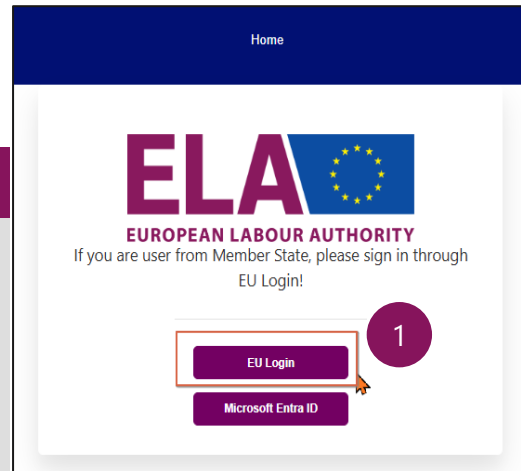 Home
ELA
EUROPEAN LABOUR AUTHORITY
If you are user from Member State, please sign in through
EU Login!
1
EU Login
Microsoft Entra ID